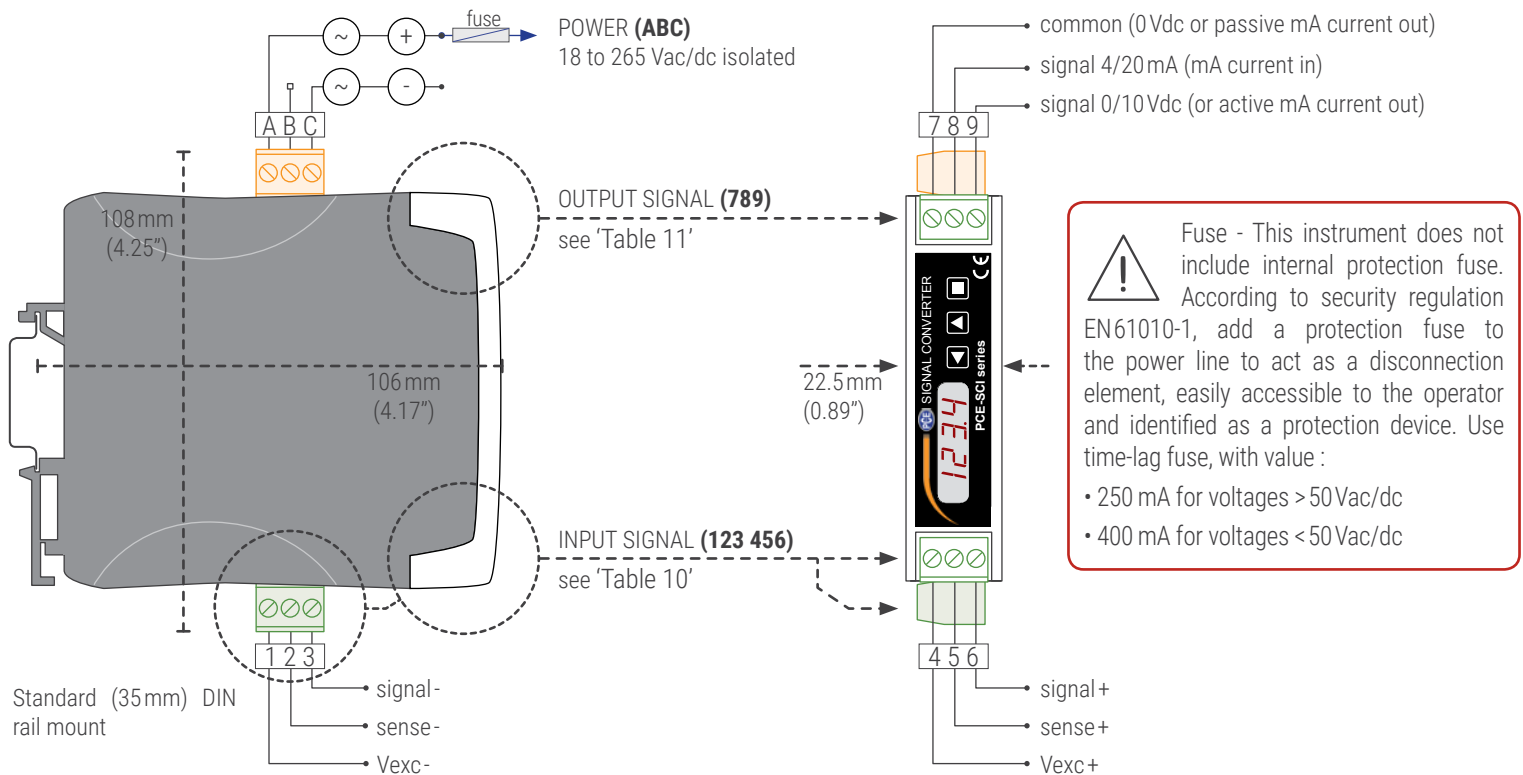 fuse
~
+
POWER (ABC)
18 to 265 Vac/dc isolated
~
-
A B C
108 mm
(4.25”)
106 mm
(4.17”)
OUTPUT SIGNAL (789)
see ‘Table 11’
INPUT SIGNAL (123 456)
see ‘Table 10’
1 2 3
signal -
sense -
Vexc -
Standard (35 mm) DIN
rail mount
common (0 Vdc or passive mA current out)
signal 4/20 mA (mA current in)
signal 0/10 Vdc (or active mA current out)
7 8 9
CE
PCE SIGNAL CONVERTER
PCE-SCI series
123.4
22.5 mm
(0.89”)
4 5 6
signal +
sense +
Vexc +
!
Fuse - This instrument does not
include internal protection fuse.
According to security regulation
EN 61010-1, add a protection fuse to
the power line to act as a disconnection
element, easily accessible to the operator
and identified as a protection device. Use
time-lag fuse, with value :
• 250 mA for voltages > 50 Vac/dc
• 400 mA for voltages < 50 Vac/dc